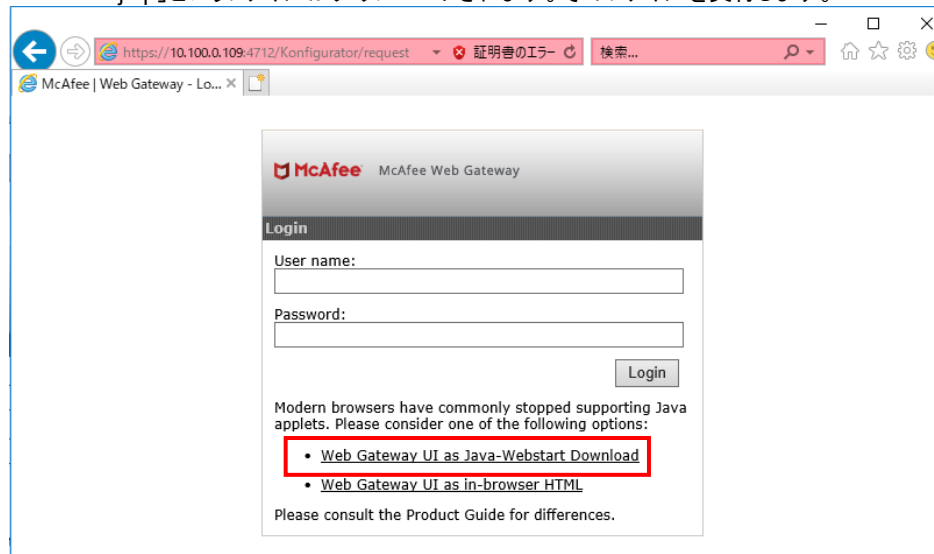 https://10.100.0.109:4712/Konfigurator/request 証明書のエラー 検索...
McAfee | Web Gateway - Lo...
McAfee McAfee Web Gateway
Login
User name:
Password:
Login
Modern browsers have commonly stopped supporting Java
applets. Please consider one of the following options:
• Web Gateway UI as Java-Webstart Download
• Web Gateway UI as in-browser HTML
Please consult the Product Guide for differences.